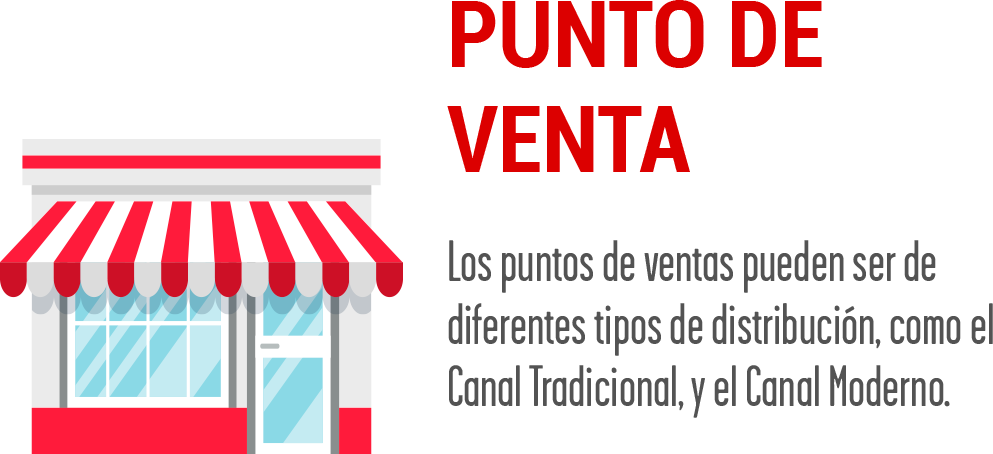 PUNTO DE
VENTA
Los puntos de ventas pueden ser de
diferentes tipos de distribución, como el
Canal Tradicional, y el Canal Moderno.